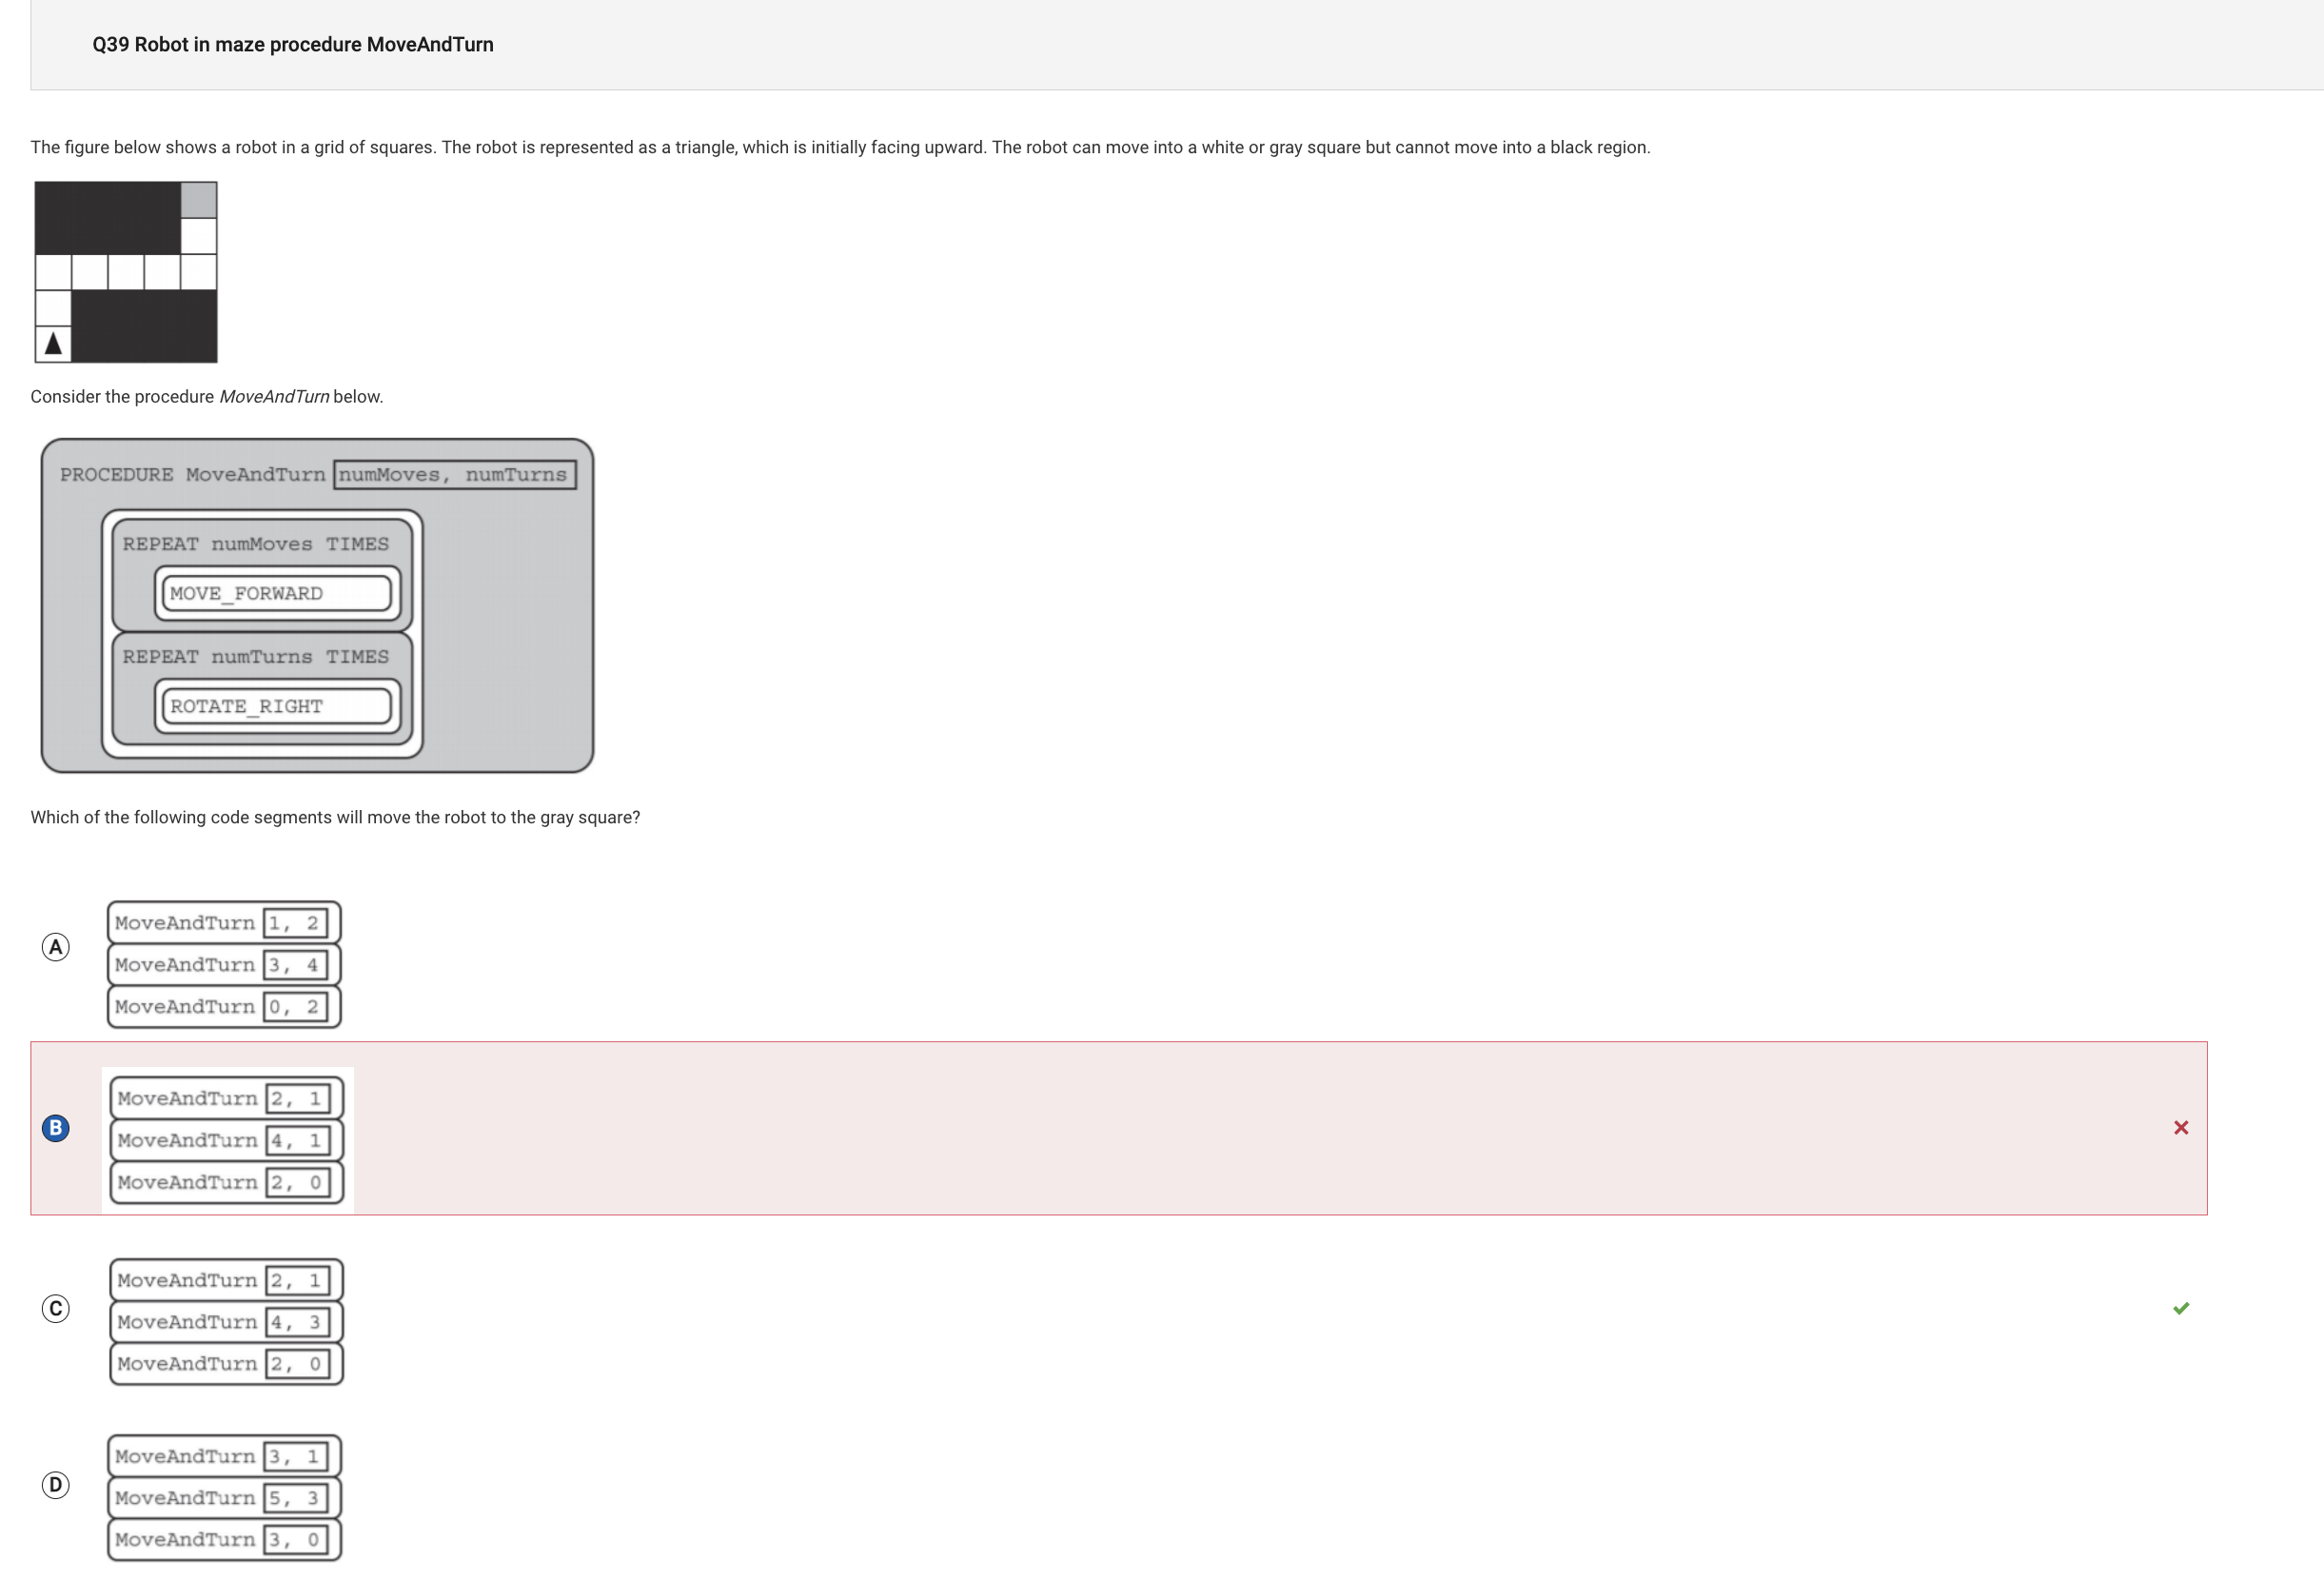 Q39 Robot in maze procedure MoveAndTurn
The figure below shows a robot in a grid of squares. The robot is represented as a triangle, which is initially facing upward. The robot can move into a white or gray square but cannot move into a black region.
Consider the procedure MoveAndTurn below.
PROCEDURE MoveAndTurn numMoves, numTurns
REPEAT numMoves TIMES
MOVE_FORWARD
REPEAT numTurns TIMES
ROTATE_RIGHT
Which of the following code segments will move the robot to the gray square?
A
MoveAndTurn 1, 2
MoveAndTurn 3, 4
MoveAndTurn 0, 2
B
MoveAndTurn 2, 1
MoveAndTurn 4, 1
MoveAndTurn 2, 0
C
MoveAndTurn 2, 1
MoveAndTurn 4, 3
MoveAndTurn 2, 0
D
MoveAndTurn 3, 1
MoveAndTurn 5, 3
MoveAndTurn 3, 0